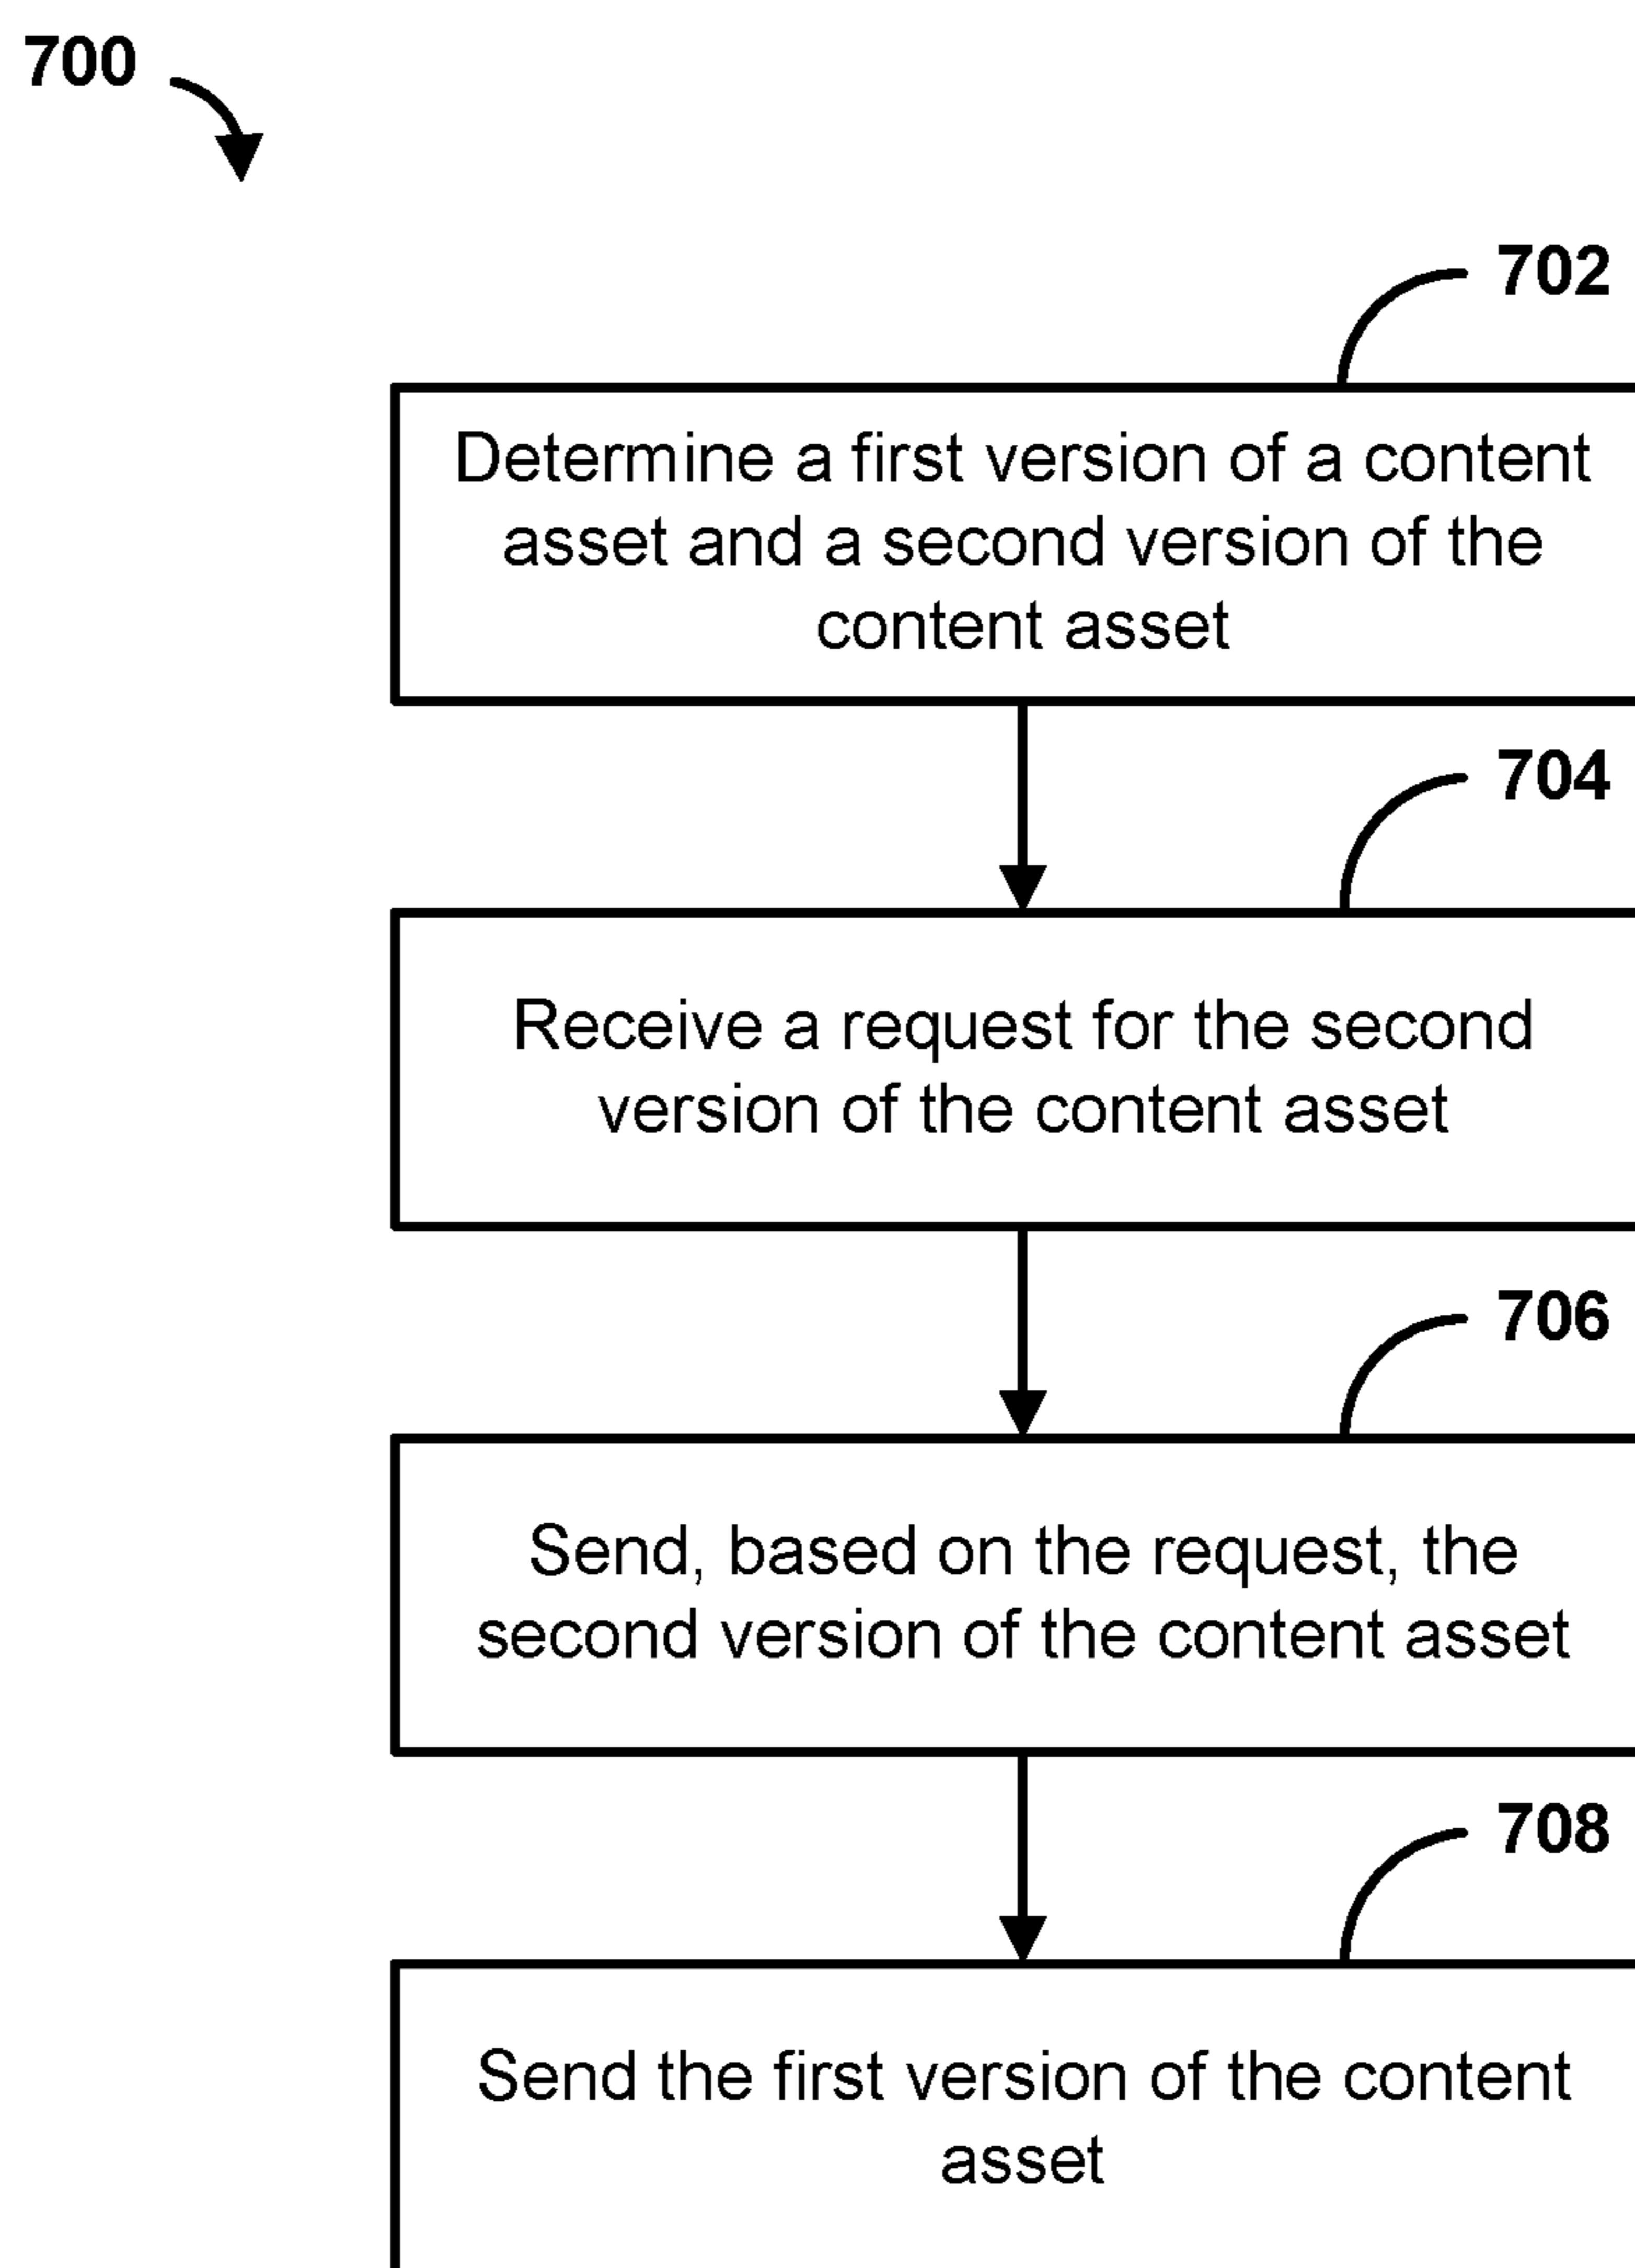 700
702
Determine a first version of a content
asset and a second version of the
content asset
704
Receive a request for the second
version of the content asset
706
Send, based on the request, the
second version of the content asset
708
Send the first version of the content
asset